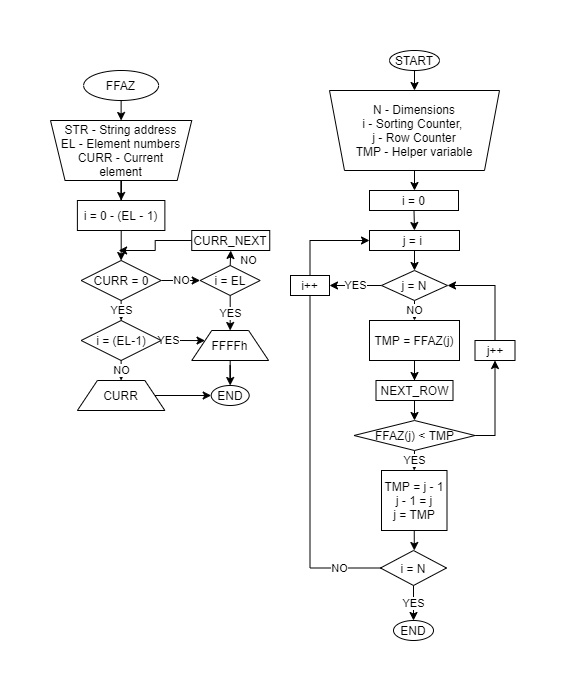 FFAZ
STR - String address
EL - Element numbers
CURR - Current
element
i = 0 - (EL - 1)
CURR_NEXT
NO
CURR = 0
NO
i = EL
YES
YES
i = (EL-1)
YES
FFFFh
NO
CURR
END
START
N - Dimensions
i - Sorting Counter,
j - Row Counter
TMP - Helper variable
i = 0
j = i
i++
YES
j = N
NO
TMP = FFAZ(j)
j++
NEXT_ROW
FFAZ(j) < TMP
YES
TMP = j - 1
j - 1 = j
j = TMP
NO
i = N
YES
END